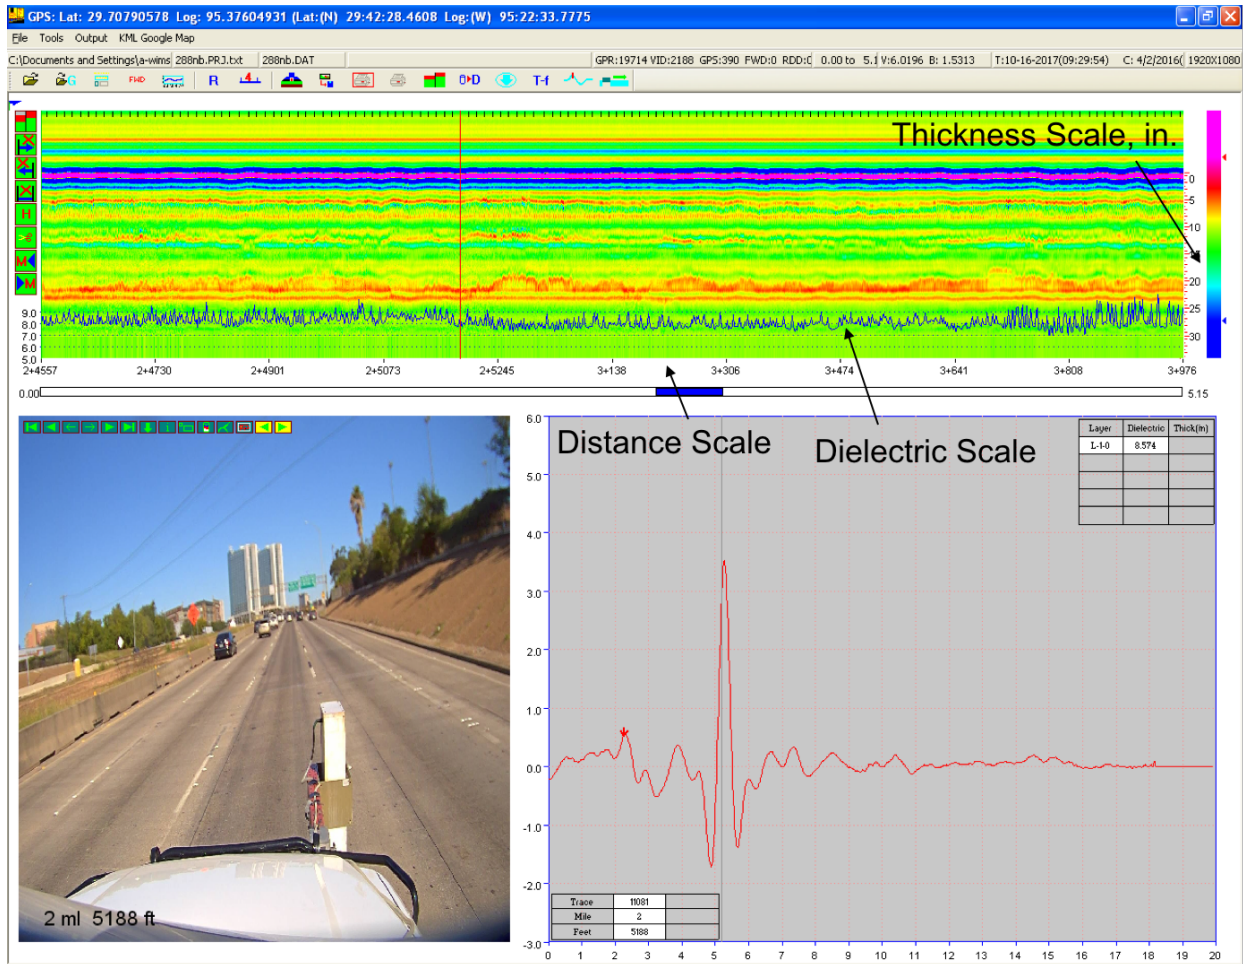 GPS: Lat: 29.70790578 Log: 95.37604931 (Lat:(N) 29:42:28.4608 Log:(W) 95:22:33.7775
File Tools Output KML Google Map
C:\Documents and Settings\a-wims 288nb.PRJ.txt 288nb.DAT GPR:19714 VID:2188 GPS:390 FWD:0 RDD:0 0.00 to 5.1 V:6.0196 B: 1.5313 T:10-16-2017(09:29:54) C: 4/2/2016( 1920X1080
G FWD R D T-f
Thickness Scale, in.
H
M
M
0
-5
-10
15
-20
-25
-30
9.0
8.0
7.0
6.0
5.0
2+4557 2+4730 2+4901 2+5073 2+5245 3+138 3+306 3+474 3+641 3+808 3+976
0.00 5.15
Distance Scale
Dielectric Scale
2 ml 5188 ft
6.0
5.0
4.0
3.0
2.0
1.0
0.0
-1.0
-2.0
-3.0
Layer Dielectric Thick(in)
L-1-0 8.574
Trace 11081
Mile 2
Feet 5188
0 1 2 3 4 5 6 7 8 9 10 11 12 13 14 15 16 17 18 19 20